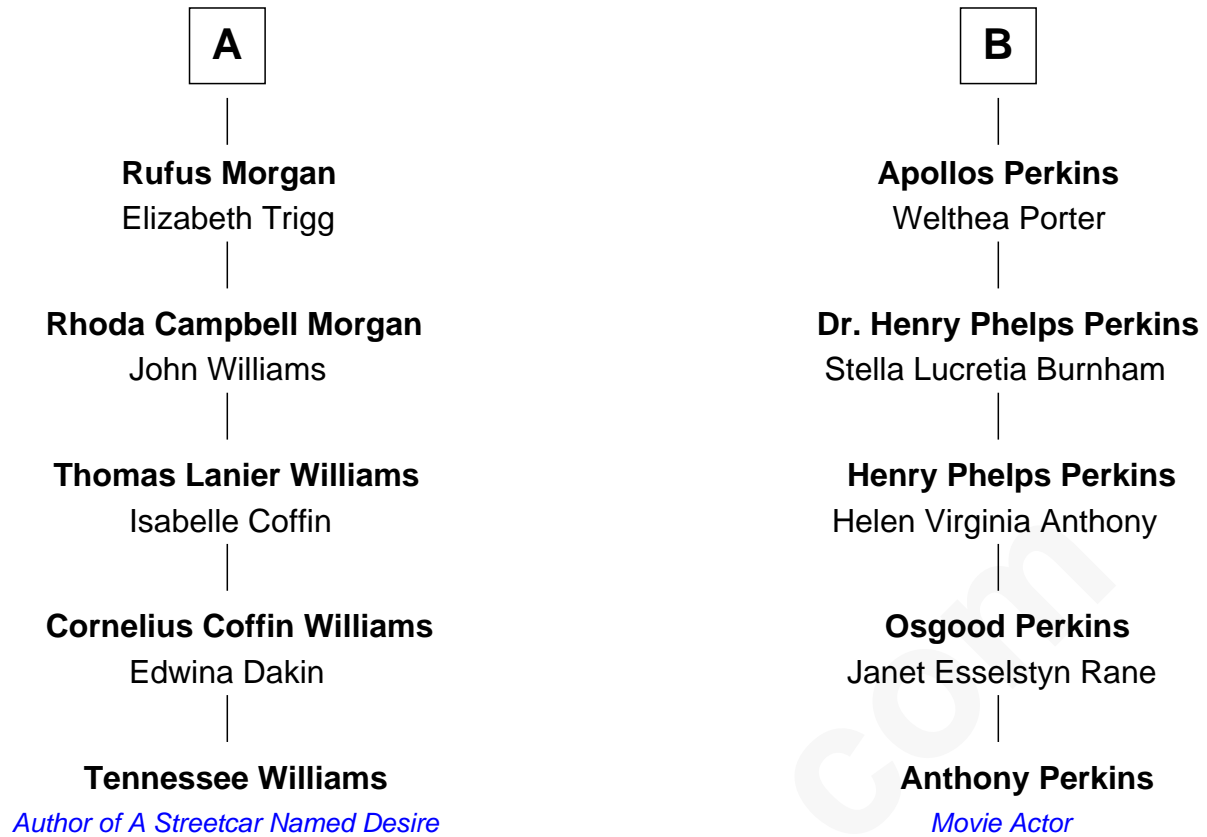 A
Rufus Morgan
Elizabeth Trigg
Rhoda Campbell Morgan
John Williams
Thomas Lanier Williams
Isabelle Coffin
Cornelius Coffin Williams
Edwina Dakin
Tennessee Williams
Author of A Streetcar Named Desire
B
Apollos Perkins
Welthea Porter
Dr. Henry Phelps Perkins
Stella Lucretia Burnham
Henry Phelps Perkins
Helen Virginia Anthony
Osgood Perkins
Janet Esselstyn Rane
Anthony Perkins
Movie Actor
com